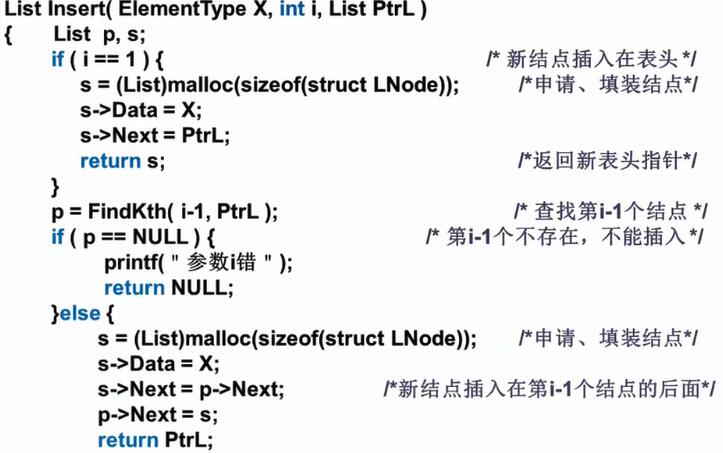 List Insert( ElementType X, int i, List PtrL )
{ List p, s;
if ( i == 1 ) { /* 新结点插入在表头 */
s = (List)malloc(sizeof(struct LNode)); /*申请、填装结点*/
s->Data = X;
s->Next = PtrL;
return s; /*返回新表头指针*/
}
p = FindKth( i-1, PtrL ); /* 查找第i-1个结点 */
if ( p == NULL ) { /* 第i-1个不存在，不能插入 */
printf( " 参数i错 " );
return NULL;
}else {
s = (List)malloc(sizeof(struct LNode)); /*申请、填装结点*/
s->Data = X;
s->Next = p->Next; /*新结点插入在第i-1个结点的后面*/
p->Next = s;
return PtrL;